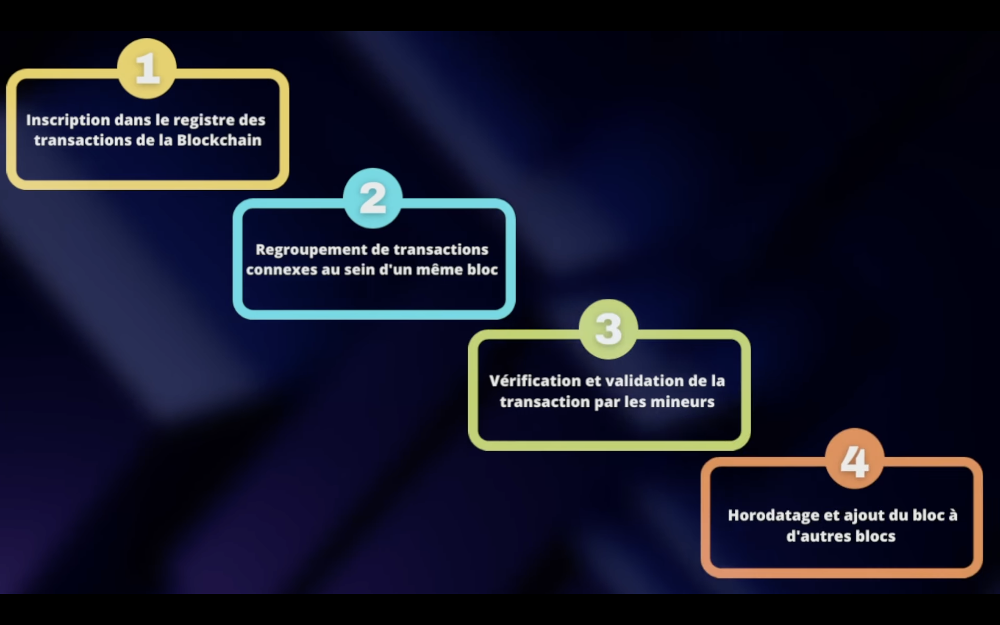 1
Inscription dans le registre des
transactions de la Blockchain
2
Regroupement de transactions
connexes au sein d'un même bloc
3
Vérification et validation de la
transaction par les mineurs
4
Horodatage et ajout du bloc à
d'autres blocs